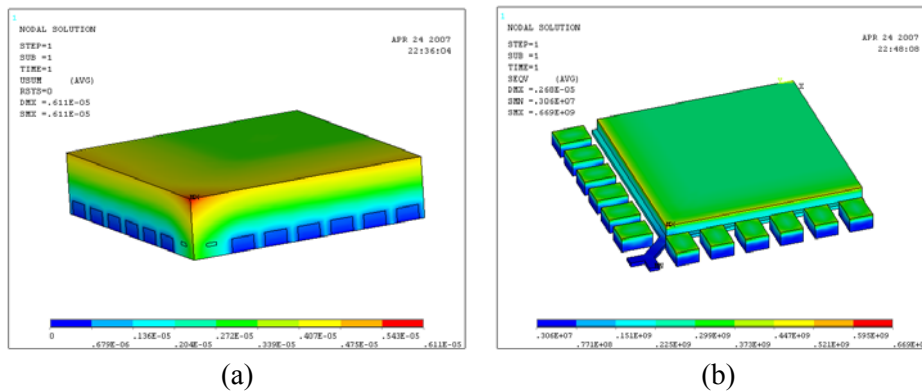 1
NODAL SOLUTION
STEP=1
SUB =1
TIME=1
USUM (AVG)
RSYS=0
DMX =.611E-05
SMX =.611E-05
APR 24 2007
22:36:04
MX
0 .136E-05 .272E-05 .407E-05 .543E-05
.679E-06 .204E-05 .339E-05 .475E-05 .611E-05
(a)
1
NODAL SOLUTION
STEP=1
SUB =1
TIME=1
SEQV (AVG)
DMX =.268E-05
SMN =.306E+07
SMX =.669E+09
APR 24 2007
22:48:08
X
.306E+07 .151E+09 .299E+09 .447E+09 .595E+09
.771E+08 .225E+09 .373E+09 .521E+09 .669E+0
(b)